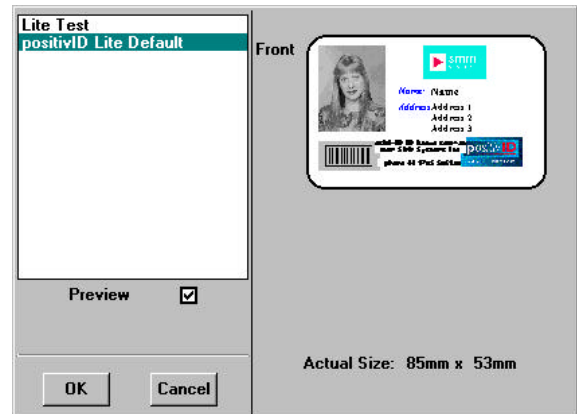 Lite Test
positivID Lite Default
Front
smm
Name: Name
Address: Address 1
Address 2
Address 3
positivID
Preview
Actual Size: 85mm x 53mm
OK
Cancel